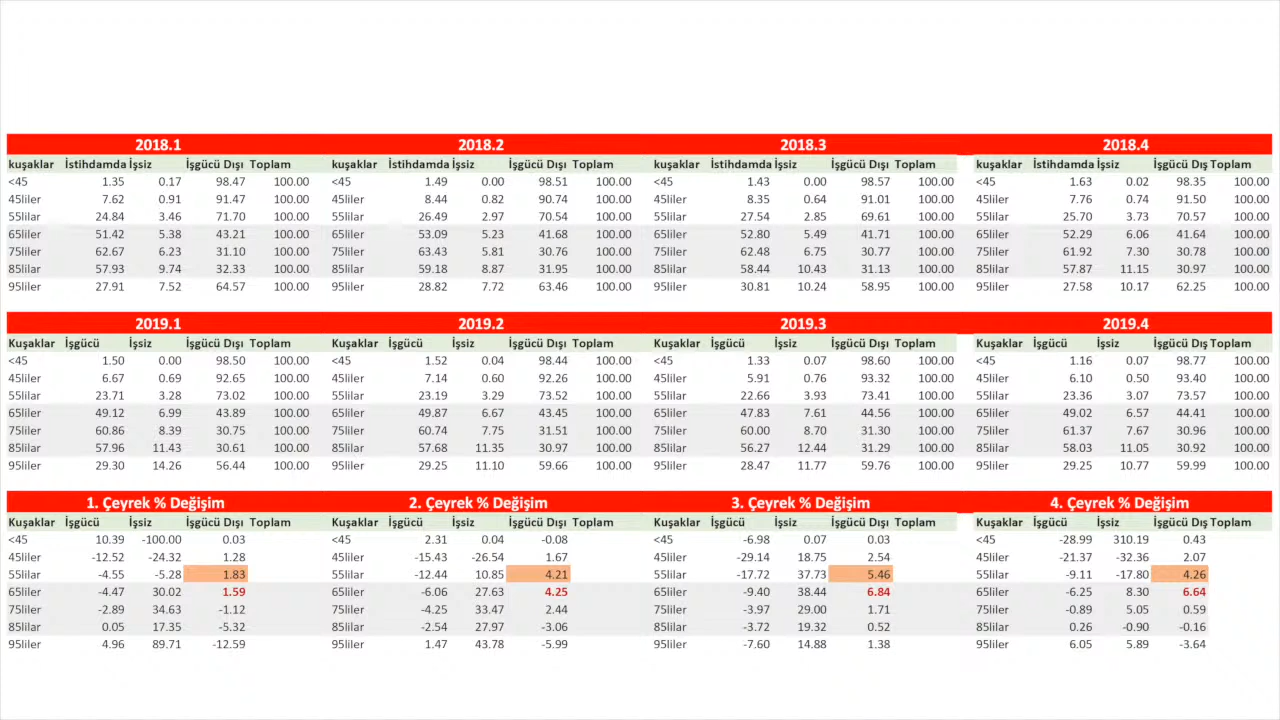 2018.1 2018.2 2018.3 2018.4
kuşaklar İstihdamda İşsiz İşgücü Dışı Toplam kuşaklar İstihdamda İşsiz İşgücü Dışı Toplam kuşaklar İstihdamda İşsiz İşgücü Dışı Toplam kuşaklar İstihdamda İşsiz İşgücü Dış Toplam
<45 1.35 0.17 98.47 100.00 <45 1.49 0.00 98.51 100.00 <45 1.43 0.00 98.57 100.00 <45 1.63 0.02 98.35 100.00
45liler 7.62 0.91 91.47 100.00 45liler 8.44 0.82 90.74 100.00 45liler 8.35 0.64 91.01 100.00 45liler 7.76 0.74 91.50 100.00
55lilar 24.84 3.46 71.70 100.00 55lilar 26.49 2.97 70.54 100.00 55lilar 27.54 2.85 69.61 100.00 55lilar 25.70 3.73 70.57 100.00
65liler 51.42 5.38 43.21 100.00 65liler 53.09 5.23 41.68 100.00 65liler 52.80 5.49 41.71 100.00 65liler 52.29 6.06 41.64 100.00
75liler 62.67 6.23 31.10 100.00 75liler 63.43 5.81 30.76 100.00 75liler 62.48 6.75 30.77 100.00 75liler 61.92 7.30 30.78 100.00
85lilar 57.93 9.74 32.33 100.00 85lilar 59.18 8.87 31.95 100.00 85lilar 58.44 10.43 31.13 100.00 85lilar 57.87 11.15 30.97 100.00
95liler 27.91 7.52 64.57 100.00 95liler 28.82 7.72 63.46 100.00 95liler 30.81 10.24 58.95 100.00 95liler 27.58 10.17 62.25 100.00
2019.1 2019.2 2019.3 2019.4
Kuşaklar İşgücü İşsiz İşgücü Dışı Toplam Kuşaklar İşgücü İşsiz İşgücü Dışı Toplam Kuşaklar İşgücü İşsiz İşgücü Dışı Toplam Kuşaklar İşgücü İşsiz İşgücü Dış Toplam
<45 1.50 0.00 98.50 100.00 <45 1.52 0.04 98.44 100.00 <45 1.33 0.07 98.60 100.00 <45 1.16 0.07 98.77 100.00
45liler 6.67 0.69 92.65 100.00 45liler 7.14 0.60 92.26 100.00 45liler 5.91 0.76 93.32 100.00 45liler 6.10 0.50 93.40 100.00
55lilar 23.71 3.28 73.02 100.00 55lilar 23.19 3.29 73.52 100.00 55lilar 22.66 3.93 73.41 100.00 55lilar 23.36 3.07 73.57 100.00
65liler 49.12 6.99 43.89 100.00 65liler 49.87 6.67 43.45 100.00 65liler 47.83 7.61 44.56 100.00 65liler 49.02 6.57 44.41 100.00
75liler 60.86 8.39 30.75 100.00 75liler 60.74 7.75 31.51 100.00 75liler 60.00 8.70 31.30 100.00 75liler 61.37 7.67 30.96 100.00
85lilar 57.96 11.43 30.61 100.00 85lilar 57.68 11.35 30.97 100.00 85lilar 56.27 12.44 31.29 100.00 85lilar 58.03 11.05 30.92 100.00
95liler 29.30 14.26 56.44 100.00 95liler 29.25 11.10 59.66 100.00 95liler 28.47 11.77 59.76 100.00 95liler 29.25 10.77 59.99 100.00
1. Çeyrek % Değişim 2. Çeyrek % Değişim 3. Çeyrek % Değişim 4. Çeyrek % Değişim
Kuşaklar İşgücü İşsiz İşgücü Dışı Toplam Kuşaklar İşgücü İşsiz İşgücü Dışı Toplam Kuşaklar İşgücü İşsiz İşgücü Dışı Toplam Kuşaklar İşgücü İşsiz İşgücü Dış Toplam
<45 10.39 -100.00 0.03 <45 2.31 0.04 -0.08 <45 -6.98 0.07 0.03 <45 -28.99 310.19 0.43
45liler -12.52 -24.32 1.28 45liler -15.43 -26.54 1.67 45liler -29.14 18.75 2.54 45liler -21.37 -32.36 2.07
55lilar -4.55 -5.28 1.83 55lilar -12.44 10.85 4.21 55lilar -17.72 37.73 5.46 55lilar -9.11 -17.80 4.26
65liler -4.47 30.02 1.59 65liler -6.06 27.63 4.25 65liler -9.40 38.44 6.84 65liler -6.25 8.30 6.64
75liler -2.89 34.63 -1.12 75liler -4.25 33.47 2.44 75liler -3.97 29.00 1.71 75liler -0.89 5.05 0.59
85lilar 0.05 17.35 -5.32 85lilar -2.54 27.97 -3.06 85lilar -3.72 19.32 0.52 85lilar 0.26 -0.90 -0.16
95liler 4.96 89.71 -12.59 95liler 1.47 43.78 -5.99 95liler -7.60 14.88 1.38 95liler 6.05 5.89 -3.64